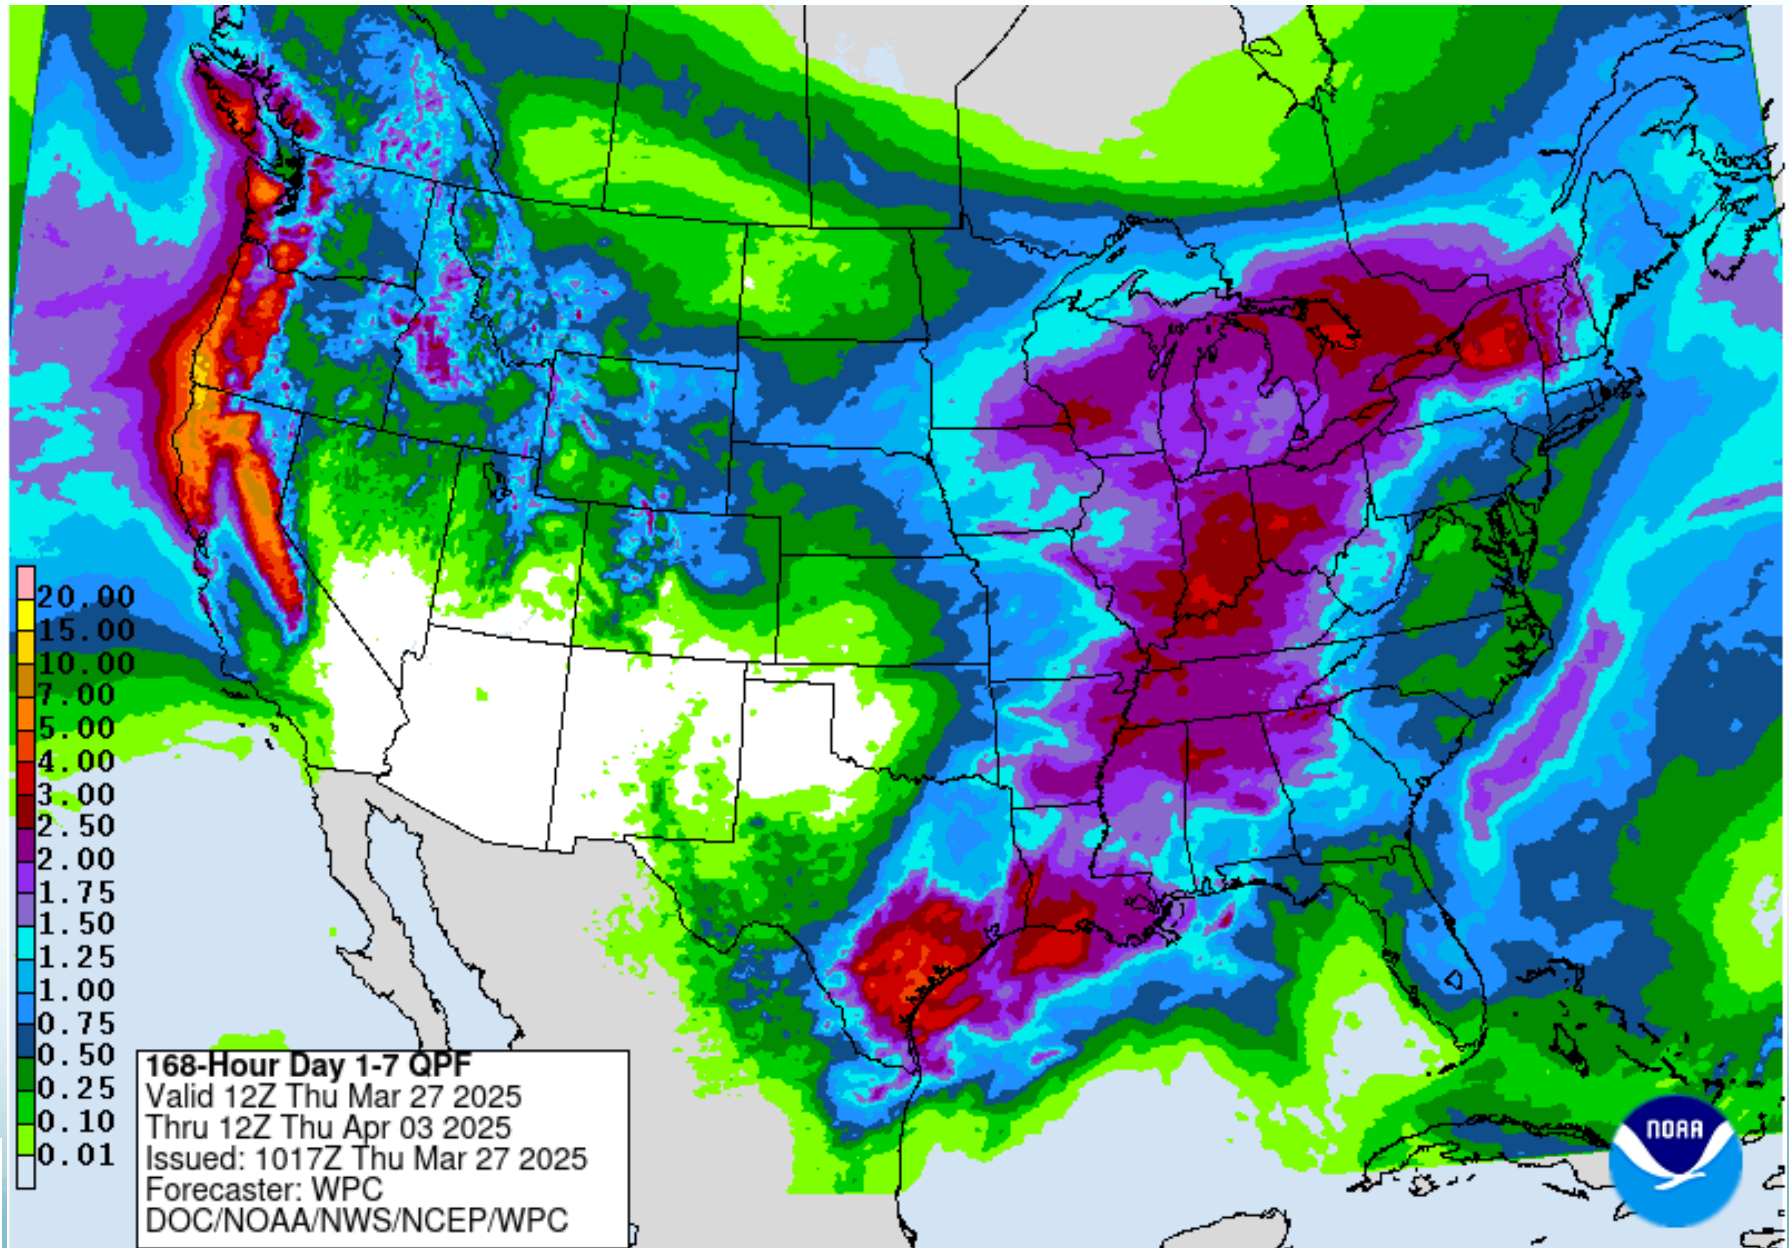 20.00
15.00
10.00
7.00
5.00
4.00
3.00
2.50
2.00
1.75
1.50
1.25
1.00
0.75
0.50
0.25
0.10
0.01
168-Hour Day 1-7 QPF
Valid 12Z Thu Mar 27 2025
Thru 12Z Thu Apr 03 2025
Issued: 1017Z Thu Mar 27 2025
Forecaster: WPC
DOC/NOAA/NWS/NCEP/WPC
NOAA